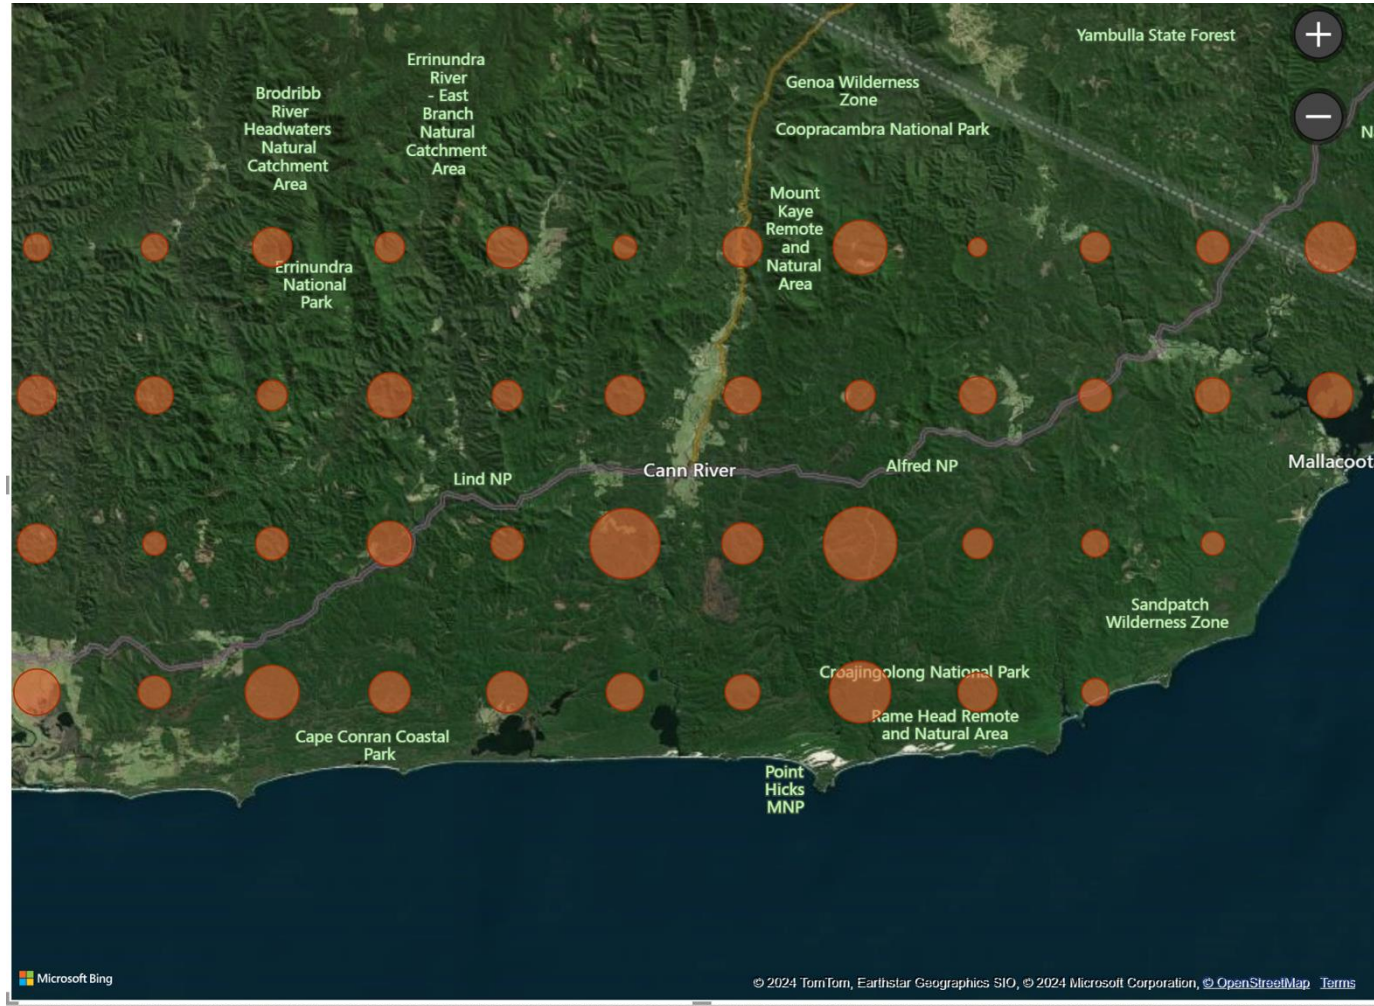 Yambulla State Forest
Errinundra
River
- East
Branch
Natural
Catchment
Area
Brodribb
River
Headwaters
Natural
Catchment
Area
Genoa Wilderness
Zone
Coopracambra National Park
Mount
Kaye
Remote
and
Natural
Area
Errinundra
National
Park
Cann River
Alfred NP
Lind NP
Mallacoot
Sandpatch
Wilderness Zone
Croajingolong National Park
Rame Head Remote
and Natural Area
Cape Conran Coastal
Park
Point
Hicks
MNP
Microsoft Bing
© 2024 TomTom, Earthstar Geographics SIO, © 2024 Microsoft Corporation, © OpenStreetMap Terms